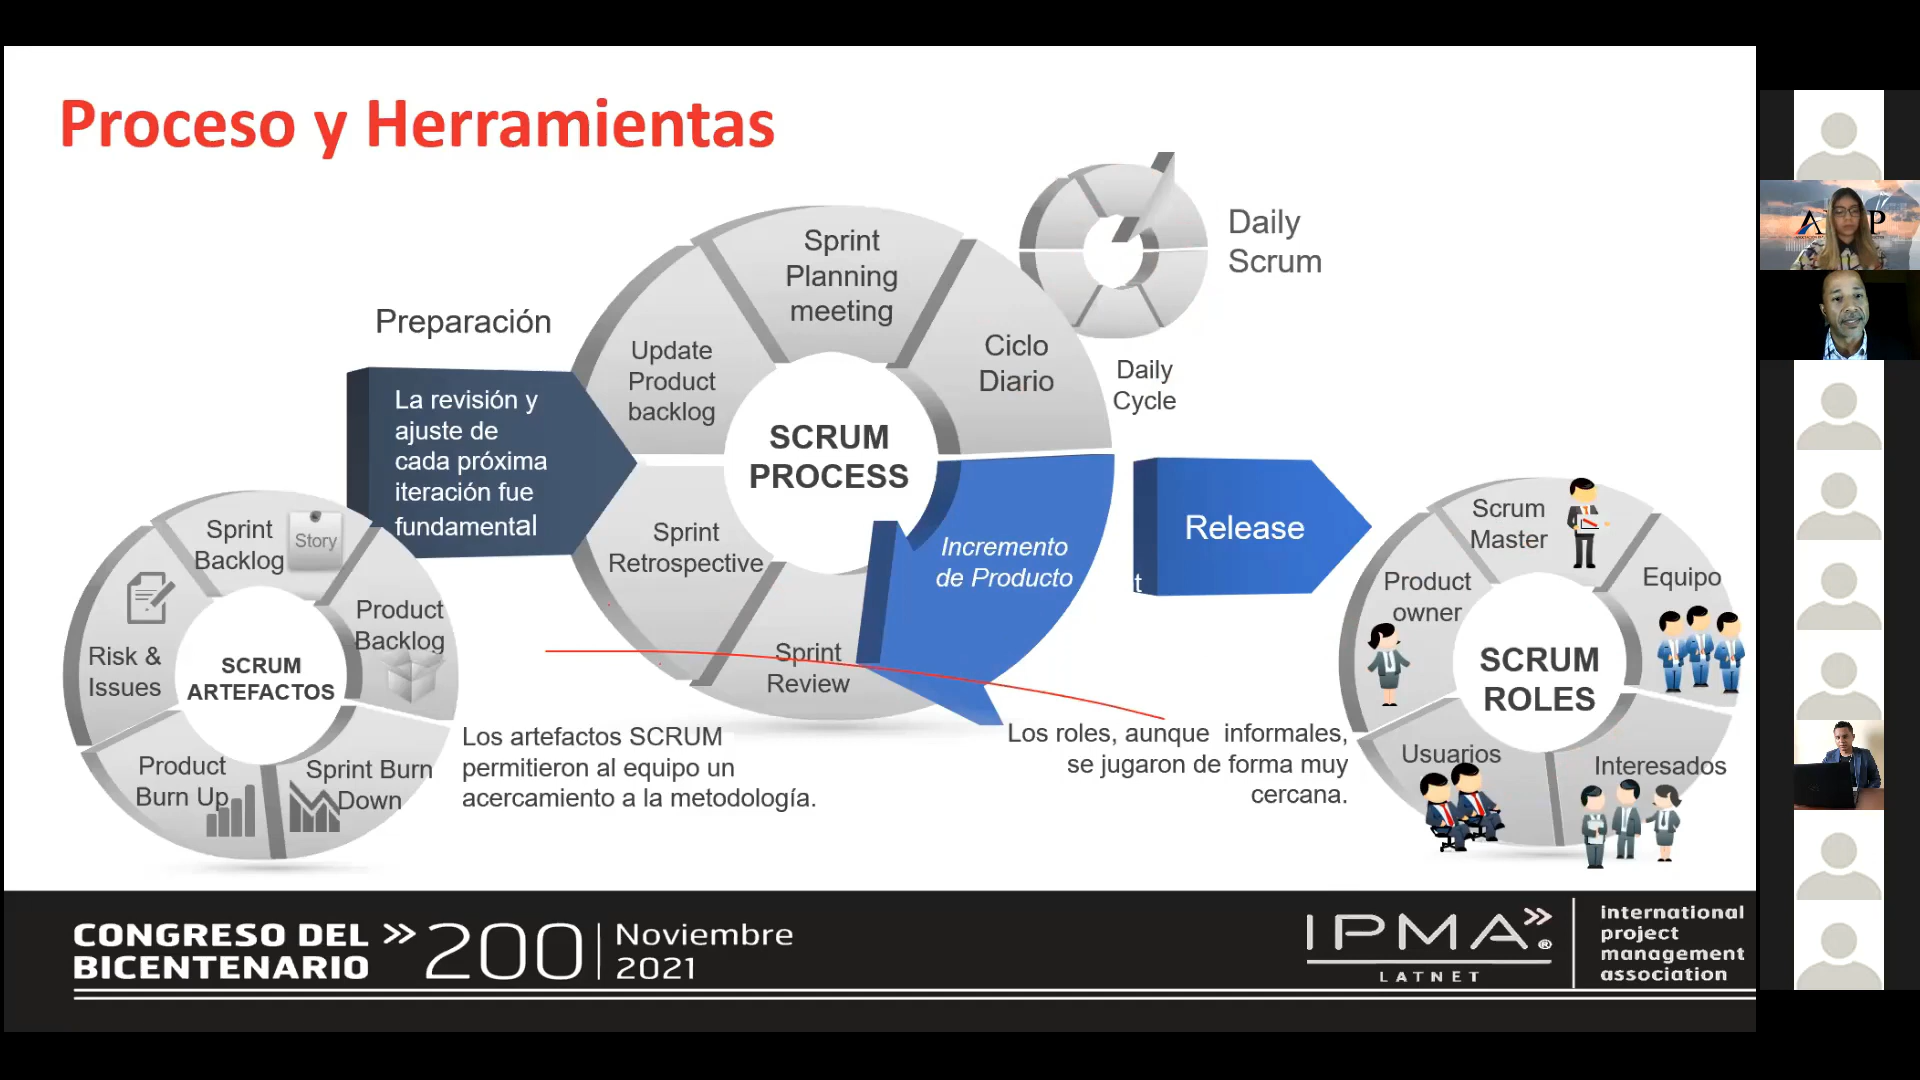 Proceso y Herramientas
Daily
Scrum
Sprint
Planning
meeting
Preparación
Ciclo
Diario
Update
Product
backlog
Daily
Cycle
La revisión y
ajuste de
cada próxima
iteración fue
fundamental
SCRUM
PROCESS
Release
t
Sprint
Retrospective
Incremento
de Producto
Sprint
Review
Sprint
Backlog
Story
Product
Backlog
Risk &
Issues
SCRUM
ARTEFACTOS
Product
Burn Up
Sprint Burn
Down
Los artefactos SCRUM
permitieron al equipo un
acercamiento a la metodología.
Los roles, aunque informales,
se jugaron de forma muy
cercana.
Scrum
Master
Equipo
Product
owner
SCRUM
ROLES
Usuarios
Interesados
CONGRESO DEL
BICENTENARIO
200
Noviembre
2021
IPMA®
LATNET
international
project
management
association